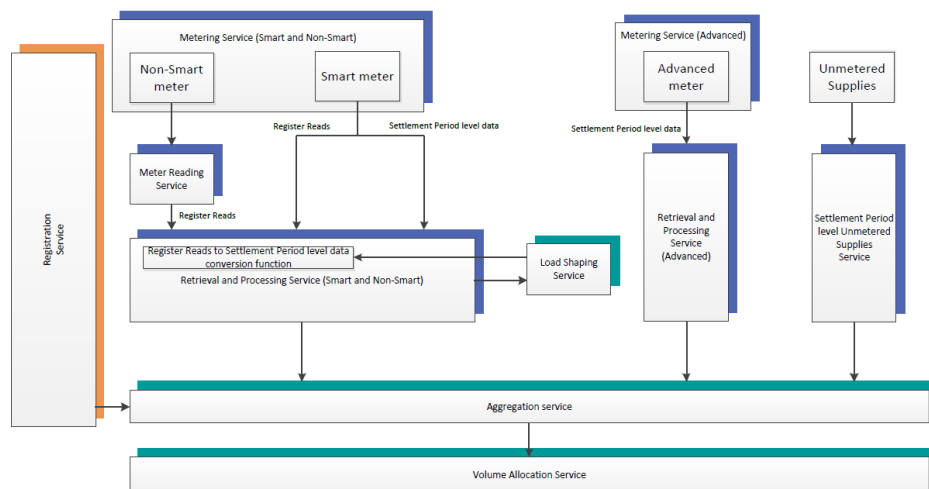 Metering Service (Smart and Non-Smart)
Non-Smart
meter
Smart meter
Metering Service (Advanced)
Advanced
meter
Unmetered
Supplies
Register Reads
Settlement Period level data
Settlement Period level data
Meter Reading
Service
Register Reads
Registration
Service
Register Reads to Settlement Period level data
conversion function
Retrieval and Processing Service (Smart and Non-Smart)
Load Shaping
Service
Retrieval and
Processing
Service
(Advanced)
Settlement Period
level Unmetered
Supplies
Service
Aggregation service
Volume Allocation Service